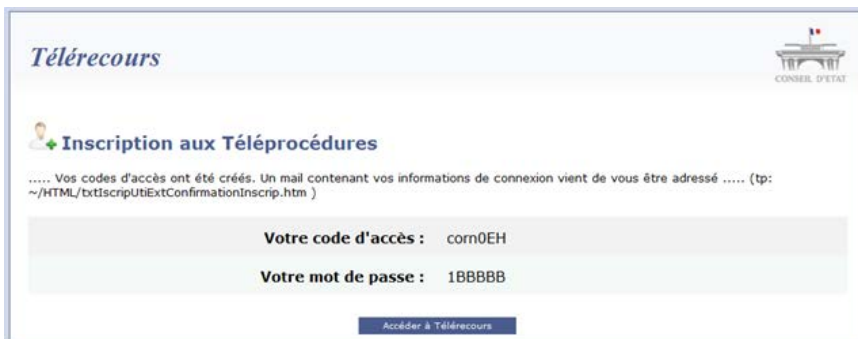 Télérecours
CONSEIL D'ETAT
Inscription aux Téléprocédures
..... Vos codes d'accès ont été créés. Un mail contenant vos informations de connexion vient de vous être adressé ..... (tp:
~/HTML/txtIscripUtiExtConfirmationInscrip.htm )
Votre code d'accès : corn0EH
Votre mot de passe : 1BBBBB
Accéder à Télérecours